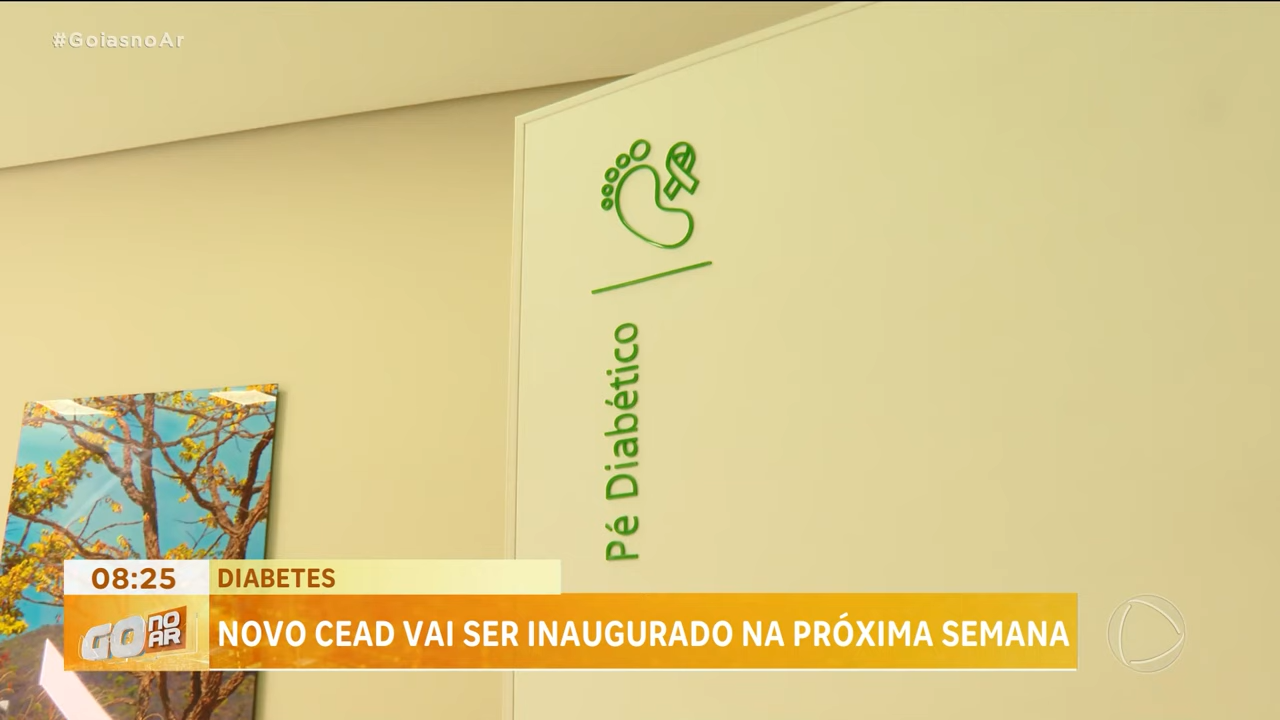 #GoiasnoAr
Pé Diabético
08:25
DIABETES
GO NO AR
NOVO CEAD VAI SER INAUGURADO NA PRÓXIMA SEMANA